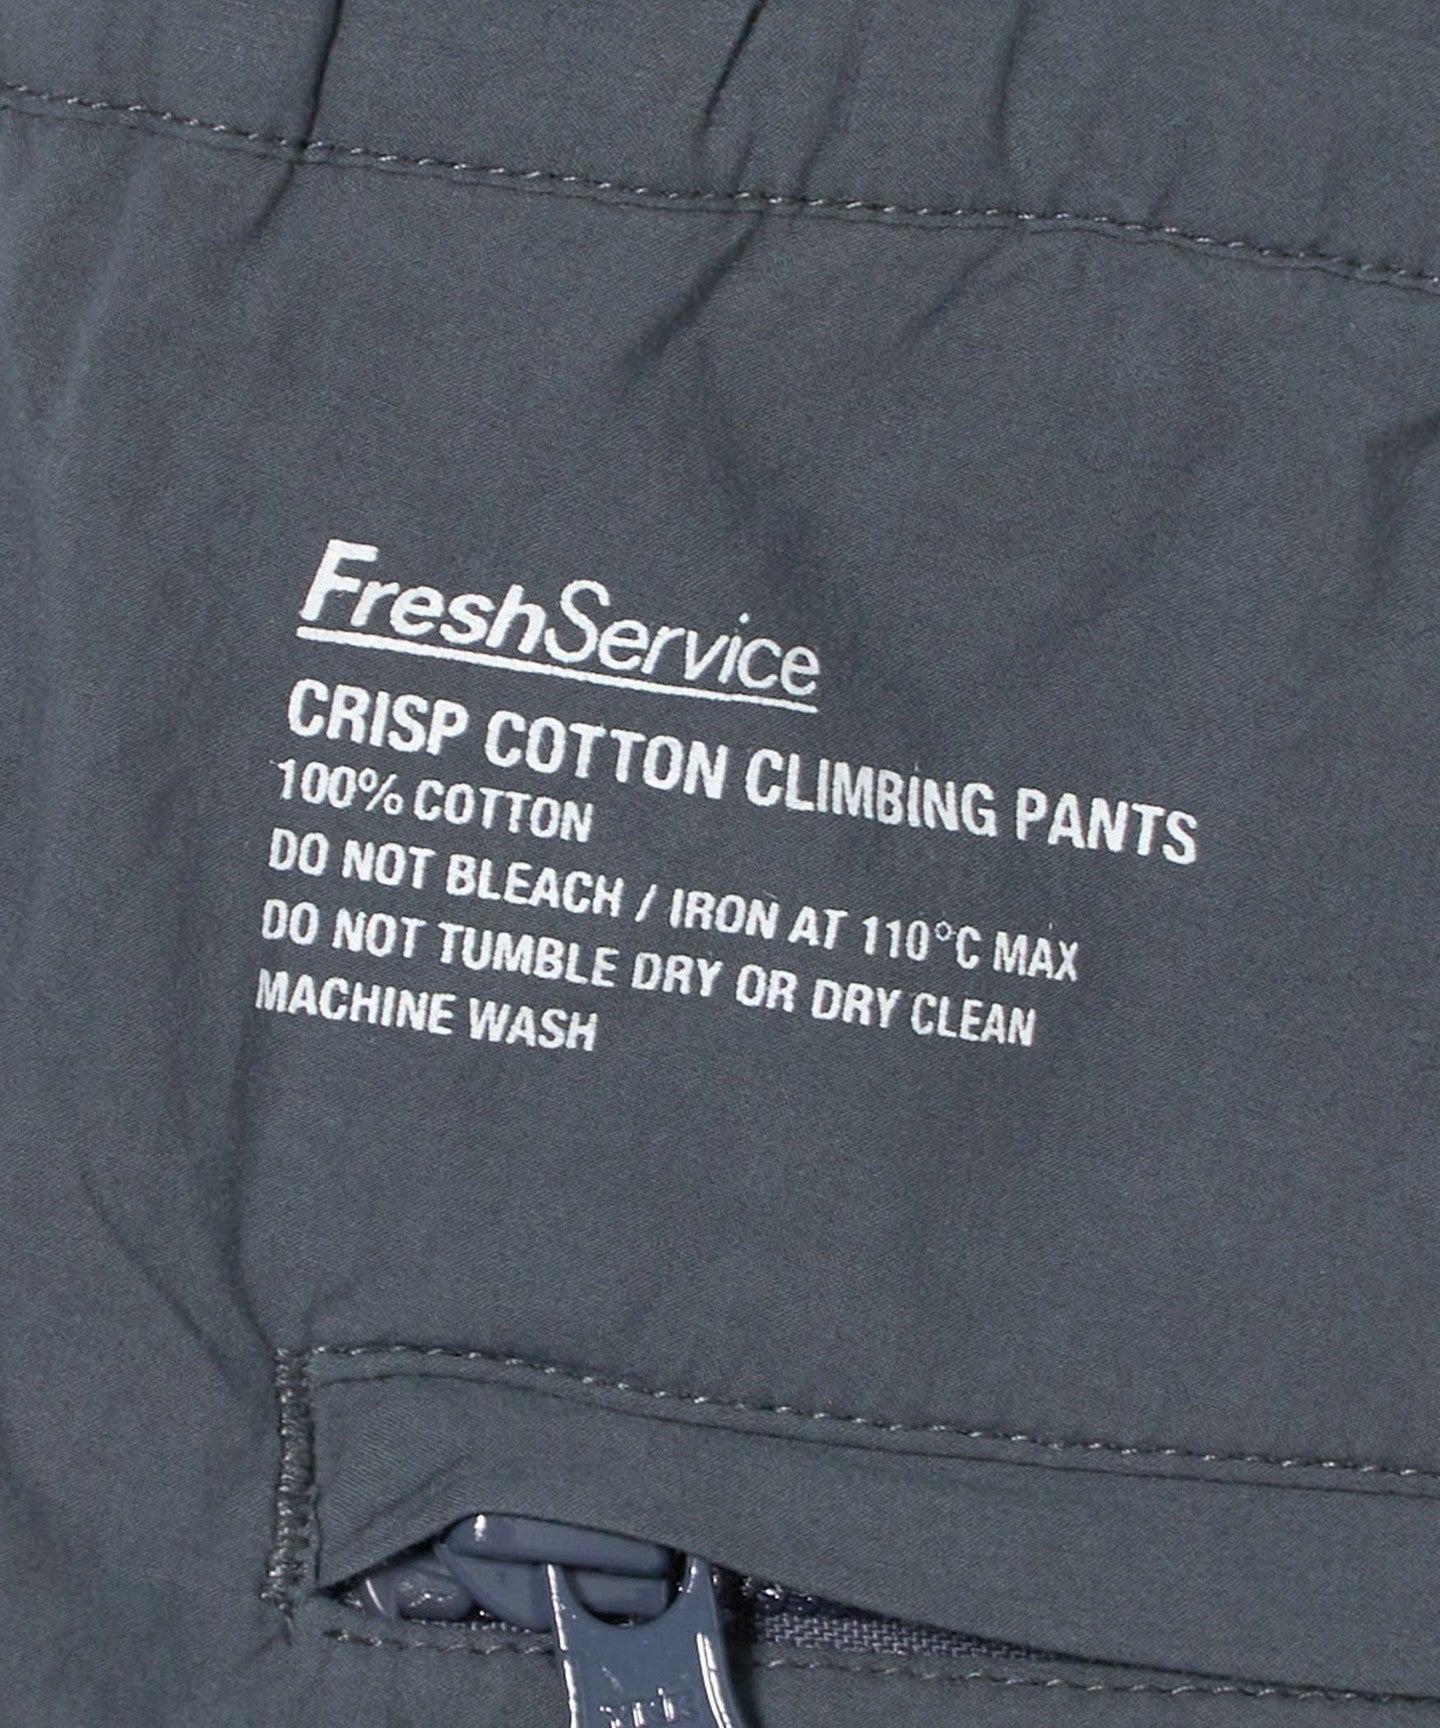 FreshService
CRISP COTTON CLIMBING PANTS
100% COTTON
DO NOT BLEACH / IRON AT 110°C MAX
DO NOT TUMBLE DRY OR DRY CLEAN
MACHINE WASH